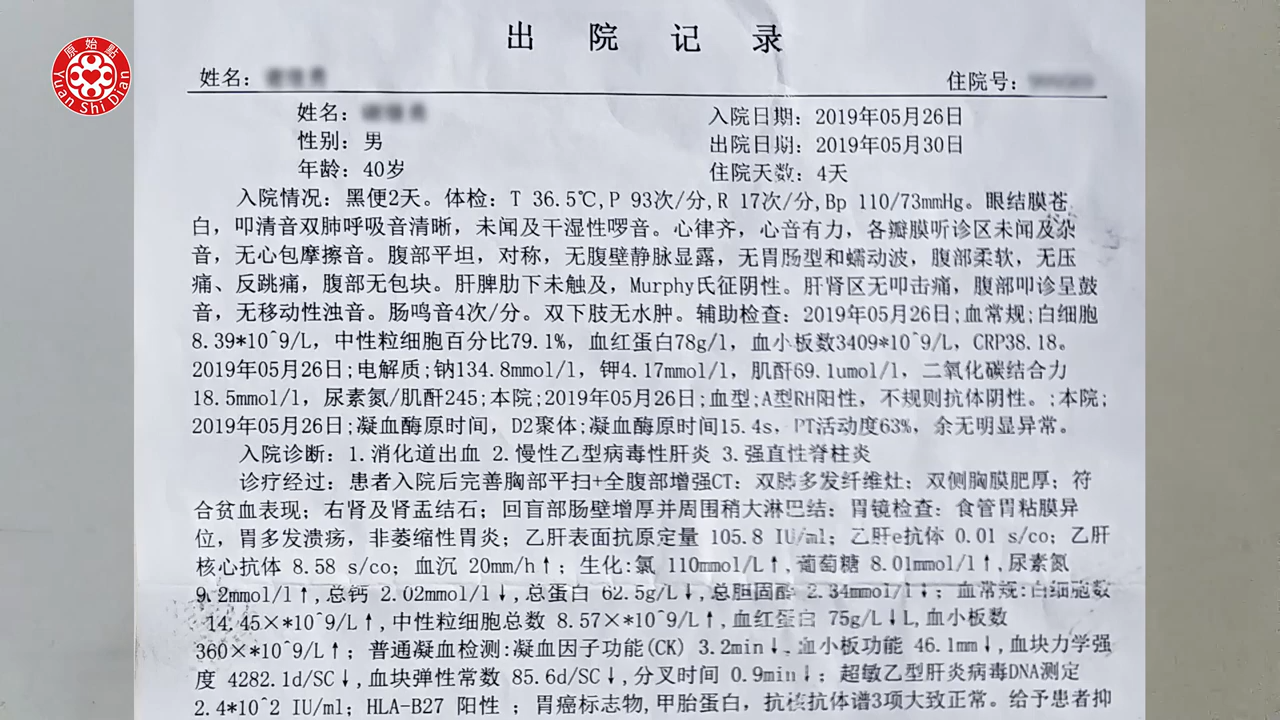 原始點
Yuan Shi Dian
出 院 记 录
姓名: 住院号:
姓名: 入院日期: 2019年05月26日
性别: 男 出院日期: 2019年05月30日
年龄: 40岁 住院天数: 4天
入院情况: 黑便2天。体检: T 36.5℃,P 93次/分,R 17次/分,Bp 110/73mmHg。眼结膜苍
白, 叩清音双肺呼吸音清晰, 未闻及干湿性啰音。心律齐, 心音有力, 各瓣膜听诊区未闻及杂
音, 无心包摩擦音。腹部平坦, 对称, 无腹壁静脉显露, 无胃肠型和蠕动波, 腹部柔软, 无压
痛、反跳痛, 腹部无包块。肝脾肋下未触及, Murphy氏征阴性。肝肾区无叩击痛, 腹部叩诊呈鼓
音, 无移动性浊音。肠鸣音4次/分。双下肢无水肿。辅助检查: 2019年05月26日;血常规;白细胞
8.39*10^9/L, 中性粒细胞百分比79.1%, 血红蛋白78g/l, 血小板数3409*10^9/L, CRP38.18。
2019年05月26日;电解质;钠134.8mmol/l, 钾4.17mmol/l, 肌酐69.1umol/l, 二氧化碳结合力
18.5mmol/l, 尿素氮/肌酐245;本院;2019年05月26日;血型;A型RH阳性, 不规则抗体阴性。;本院;
2019年05月26日;凝血酶原时间, D2聚体;凝血酶原时间15.4s, PT活动度63%, 余无明显异常。
入院诊断: 1.消化道出血 2.慢性乙型病毒性肝炎 3.强直性脊柱炎
诊疗经过: 患者入院后完善胸部平扫+全腹部增强CT: 双肺多发纤维灶; 双侧胸膜肥厚; 符
合贫血表现; 右肾及肾盂结石; 回盲部肠壁增厚并周围稍大淋巴结; 胃镜检查: 食管胃粘膜异
位, 胃多发溃疡, 非萎缩性胃炎; 乙肝表面抗原定量 105.8 IU/ml; 乙肝e抗体 0.01 s/co; 乙肝
核心抗体 8.58 s/co; 血沉 20mm/h↑; 生化:氯 110mmol/L↑,葡萄糖 8.01mmol/l↑,尿素氮
9.2mmol/l↑,总钙 2.02mmol/l↓,总蛋白 62.5g/L↓,总胆固醇 2.34mmol/l↓; 血常规:白细胞数
14.45×*10^9/L↑,中性粒细胞总数 8.57×*10^9/L↑,血红蛋白 75g/L↓L,血小板数
360×*10^9/L↑; 普通凝血检测:凝血因子功能(CK) 3.2min↓,血小板功能 46.1mm↓,血块力学强
度 4282.1d/SC↓,血块弹性常数 85.6d/SC↓,分叉时间 0.9min↓; 超敏乙型肝炎病毒DNA测定
2.4*10^2 IU/ml; HLA-B27 阳性 ; 胃癌标志物,甲胎蛋白, 抗核抗体谱3项大致正常。给予患者抑